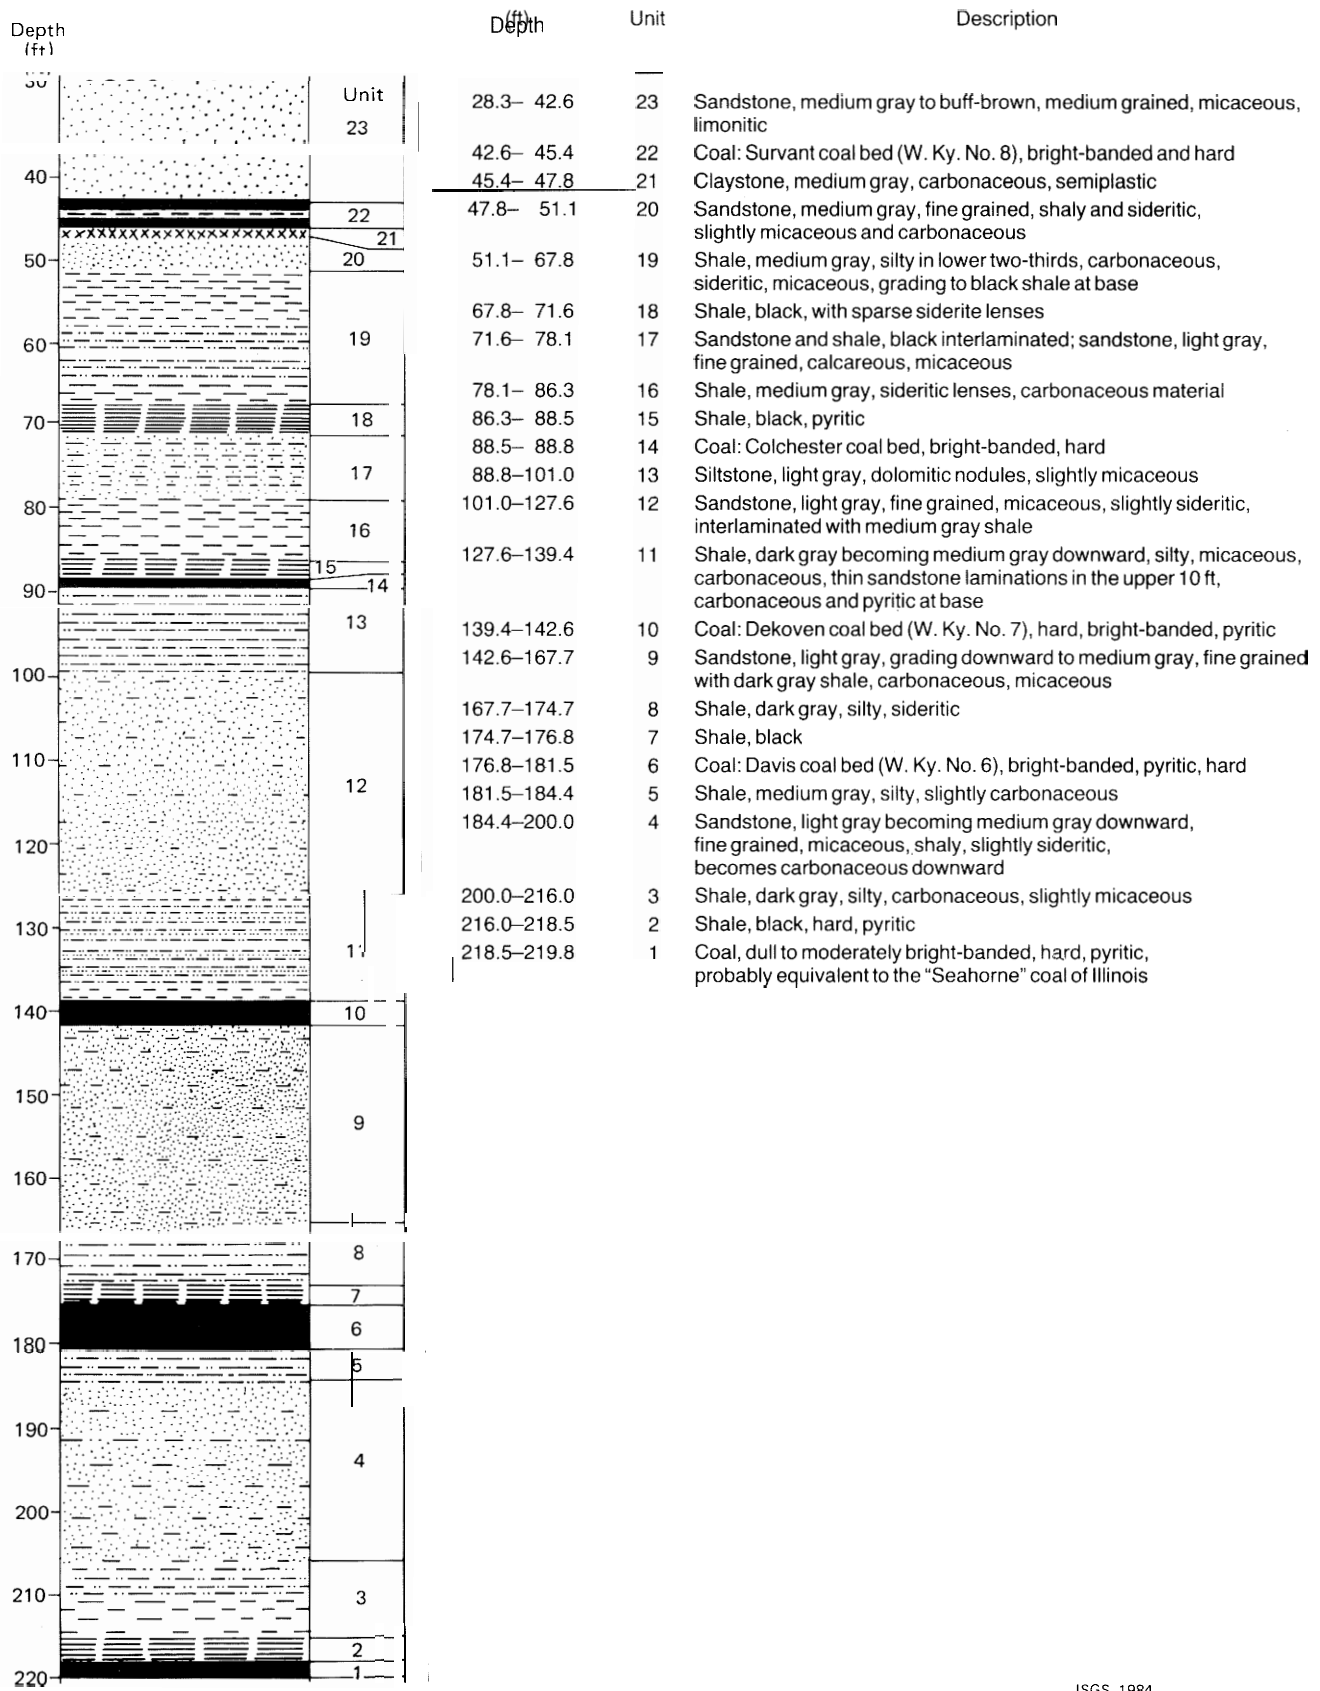 Depth
(ft)
30
40
50
60
70
80
90
100
110
120
130
140
150
160
170
180
190
200
210
220
Unit
23
22
21
20
19
18
17
16
15
14
13
12
11
10
9
8
7
6
5
4
3
2
1
Depth (ft) Unit Description
28.3– 42.6 23 Sandstone, medium gray to buff-brown, medium grained, micaceous,
limonitic
42.6– 45.4 22 Coal: Survant coal bed (W. Ky. No. 8), bright-banded and hard
45.4– 47.8 21 Claystone, medium gray, carbonaceous, semiplastic
47.8– 51.1 20 Sandstone, medium gray, fine grained, shaly and sideritic,
slightly micaceous and carbonaceous
51.1– 67.8 19 Shale, medium gray, silty in lower two-thirds, carbonaceous,
sideritic, micaceous, grading to black shale at base
67.8– 71.6 18 Shale, black, with sparse siderite lenses
71.6– 78.1 17 Sandstone and shale, black interlaminated; sandstone, light gray,
fine grained, calcareous, micaceous
78.1– 86.3 16 Shale, medium gray, sideritic lenses, carbonaceous material
86.3– 88.5 15 Shale, black, pyritic
88.5– 88.8 14 Coal: Colchester coal bed, bright-banded, hard
88.8–101.0 13 Siltstone, light gray, dolomitic nodules, slightly micaceous
101.0–127.6 12 Sandstone, light gray, fine grained, micaceous, slightly sideritic,
interlaminated with medium gray shale
127.6–139.4 11 Shale, dark gray becoming medium gray downward, silty, micaceous,
carbonaceous, thin sandstone laminations in the upper 10 ft,
carbonaceous and pyritic at base
139.4–142.6 10 Coal: Dekoven coal bed (W. Ky. No. 7), hard, bright-banded, pyritic
142.6–167.7 9 Sandstone, light gray, grading downward to medium gray, fine grained
with dark gray shale, carbonaceous, micaceous
167.7–174.7 8 Shale, dark gray, silty, sideritic
174.7–176.8 7 Shale, black
176.8–181.5 6 Coal: Davis coal bed (W. Ky. No. 6), bright-banded, pyritic, hard
181.5–184.4 5 Shale, medium gray, silty, slightly carbonaceous
184.4–200.0 4 Sandstone, light gray becoming medium gray downward,
fine grained, micaceous, shaly, slightly sideritic,
becomes carbonaceous downward
200.0–216.0 3 Shale, dark gray, silty, carbonaceous, slightly micaceous
216.0–218.5 2 Shale, black, hard, pyritic
218.5–219.8 1 Coal, dull to moderately bright-banded, hard, pyritic,
probably equivalent to the “Seahorne” coal of Illinois
ISGS 1984